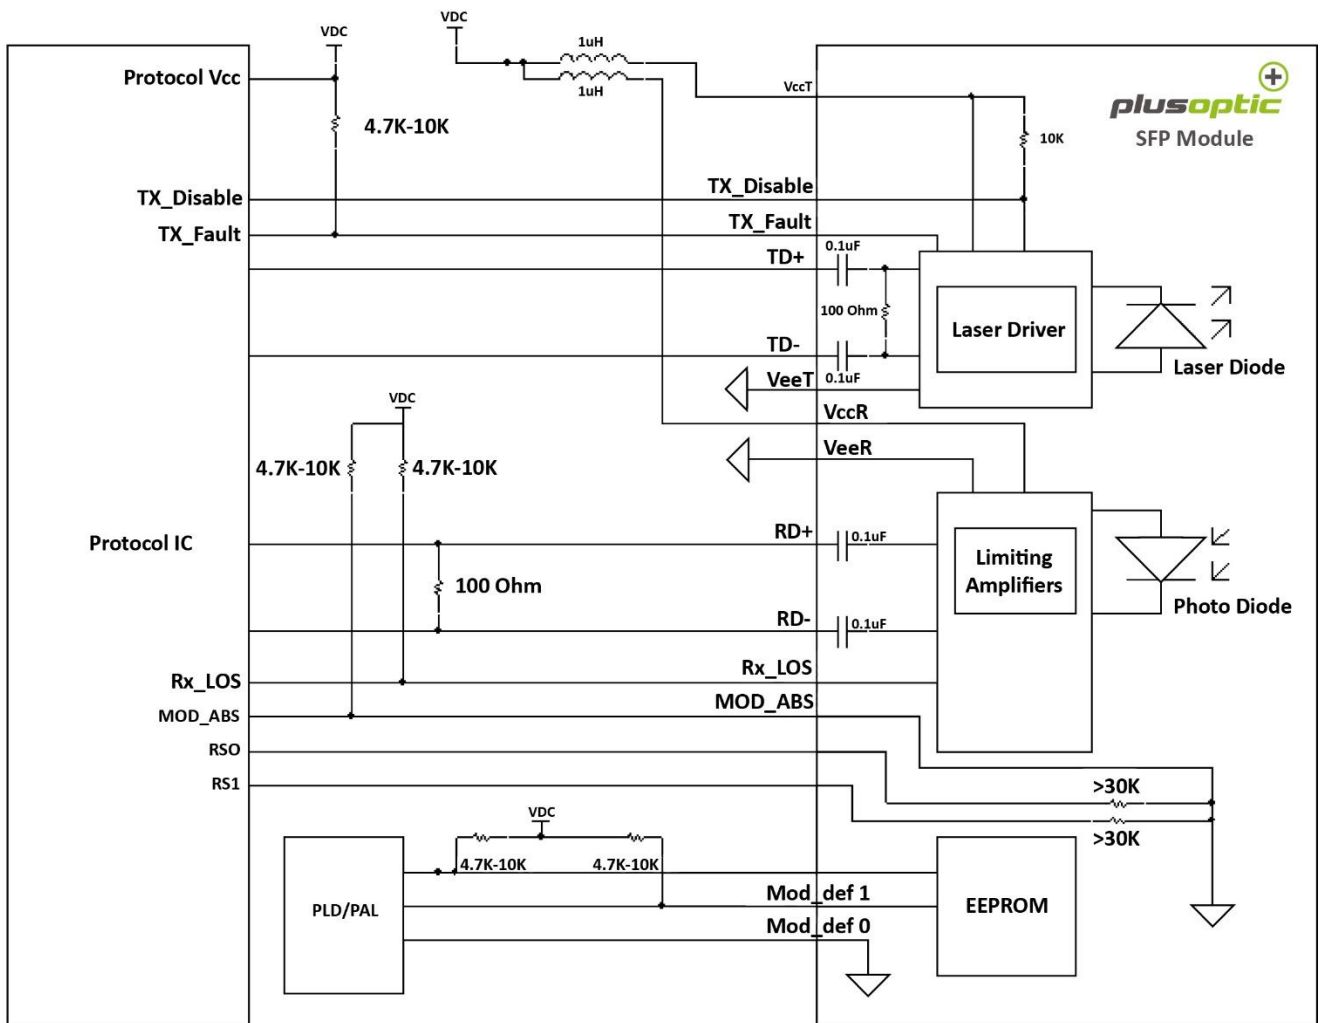 VDC
VDC
1uH
Protocol Vcc
1uH
VccT
plusoptic
4.7K-10K
10K
SFP Module
TX_Disable
TX_Disable
TX_Fault
TX_Fault
0.1uF
TD+
100 Ohm
Laser Driver
TD-
0.1uF
Laser Diode
VeeT
VDC
VccR
VeeR
4.7K-10K
4.7K-10K
Protocol IC
RD+
0.1uF
Limiting
Amplifiers
100 Ohm
Photo Diode
RD-
0.1uF
Rx_LOS
Rx_LOS
MOD_ABS
MOD_ABS
RSO
RS1
>30K
>30K
VDC
4.7K-10K
4.7K-10K
PLD/PAL
Mod_def 1
EEPROM
Mod_def 0